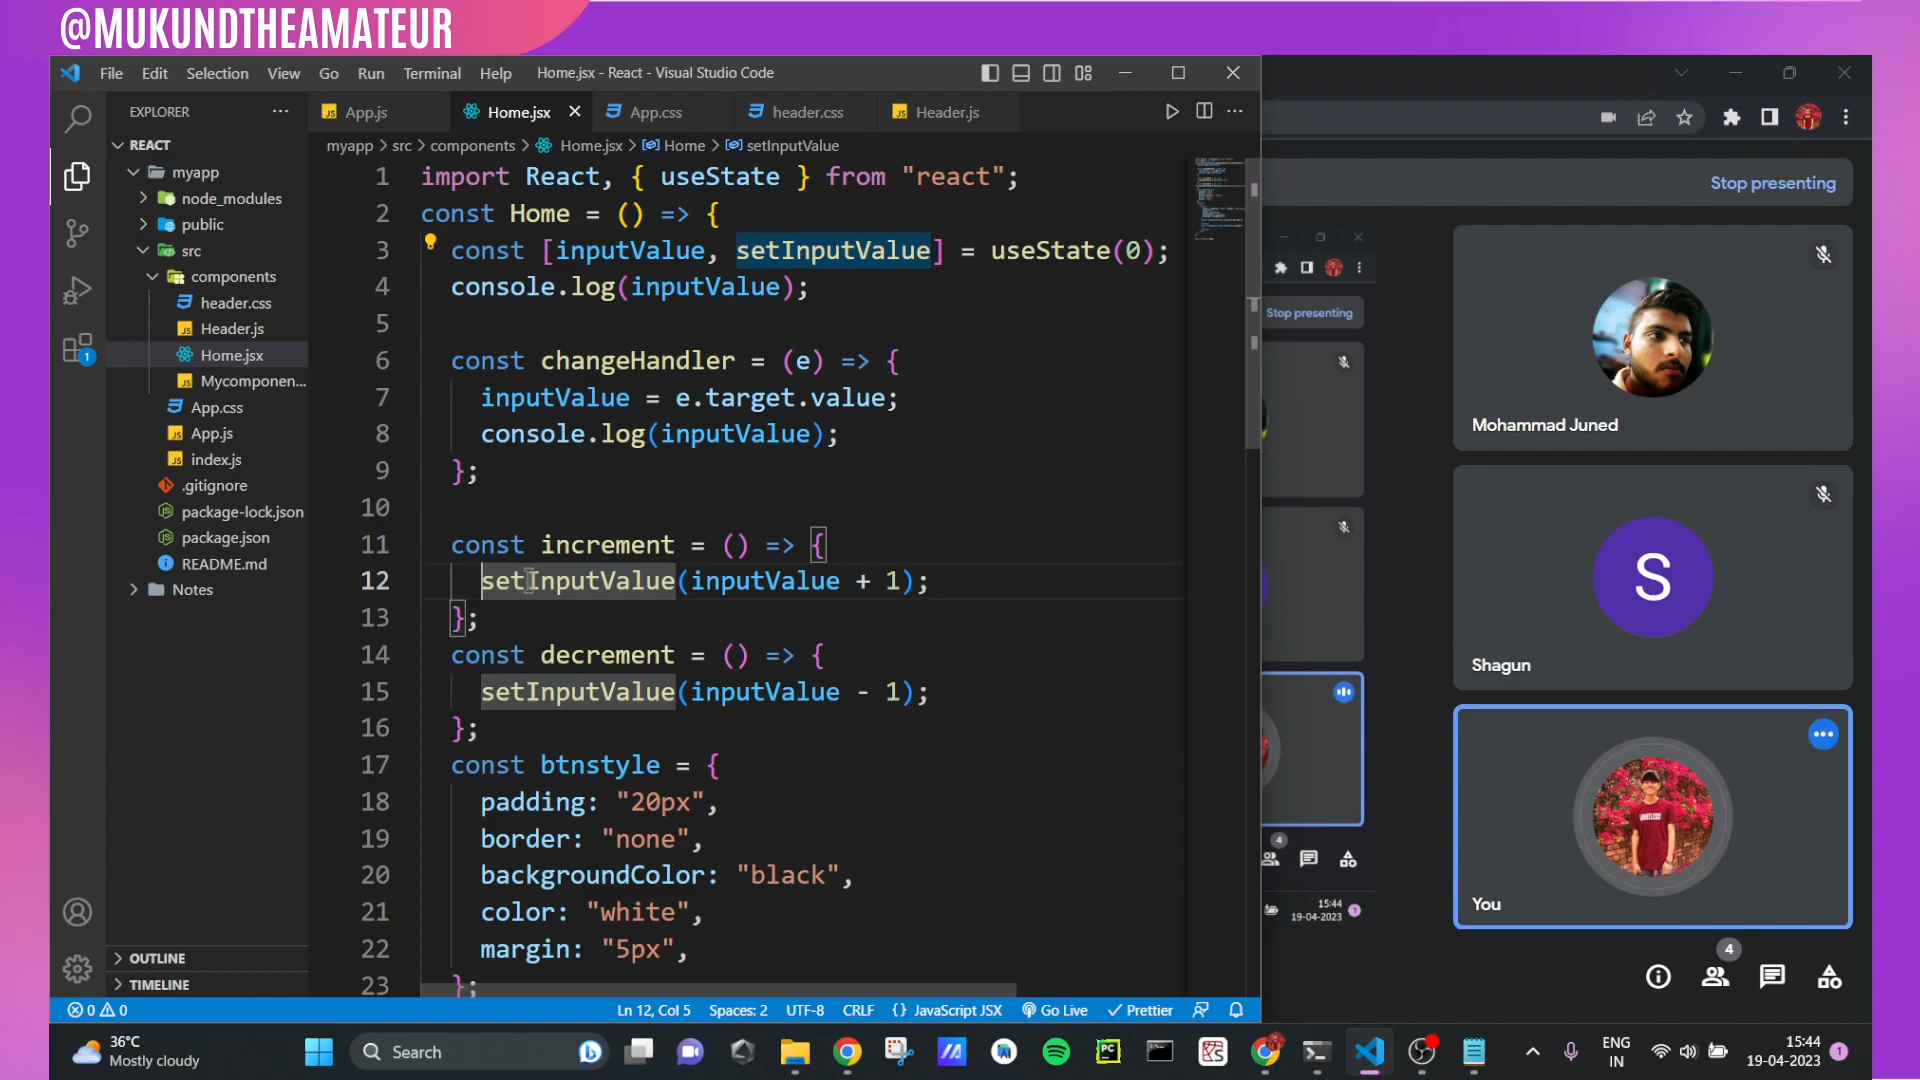 @MUKUNDTHEAMATEUR
File Edit Selection View Go Run Terminal Help Home.jsx - React - Visual Studio Code
EXPLORER
App.js Home.jsx App.css header.css Header.js
REACT
myapp
node_modules
public
src
components
header.css
Header.js
Home.jsx
Mycomponen...
App.css
App.js
index.js
.gitignore
package-lock.json
package.json
README.md
Notes
OUTLINE
TIMELINE
1
myapp > src > components > Home.jsx > Home > setInputValue
1 import React, { useState } from "react";
2 const Home = () => {
3 const [inputValue, setInputValue] = useState(0);
4 console.log(inputValue);
5
6 const changeHandler = (e) => {
7 inputValue = e.target.value;
8 console.log(inputValue);
9 };
10
11 const increment = () => {
12 setInputValue(inputValue + 1);
13 };
14 const decrement = () => {
15 setInputValue(inputValue - 1);
16 };
17 const btnstyle = {
18 padding: "20px",
19 border: "none",
20 backgroundColor: "black",
21 color: "white",
22 margin: "5px",
23 };
Stop presenting
Stop presenting
Mohammad Juned
S
Shagun
You
4
4
15:44
19-04-2023
1
0 0 Ln 12, Col 5 Spaces: 2 UTF-8 CRLF {} JavaScript JSX Go Live Prettier
36°C
Mostly cloudy
Search
PC
ENG
IN
15:44
19-04-2023
1